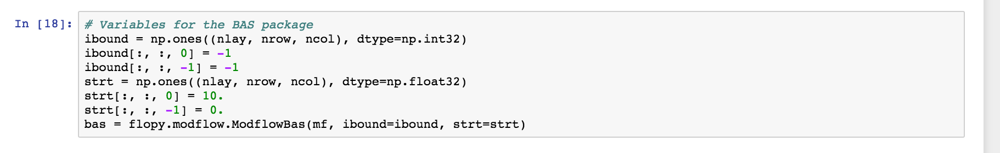 In [18]: # Variables for the BAS package
ibound = np.ones((nlay, nrow, ncol), dtype=np.int32)
ibound[:, :, 0] = -1
ibound[:, :, -1] = -1
strt = np.ones((nlay, nrow, ncol), dtype=np.float32)
strt[:, :, 0] = 10.
strt[:, :, -1] = 0.
bas = flopy.modflow.ModflowBas(mf, ibound=ibound, strt=strt)